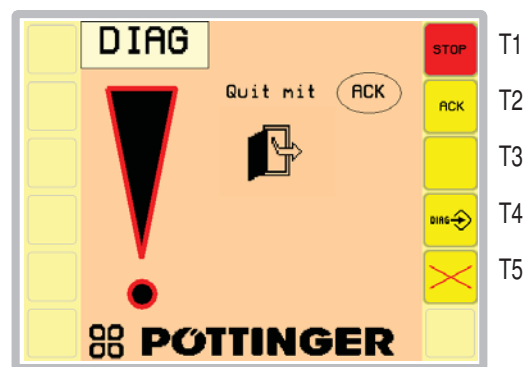 DIAG
Quit mit ACK
PÖTTINGER
STOP
ACK
DIAG
T1
T2
T3
T4
T5